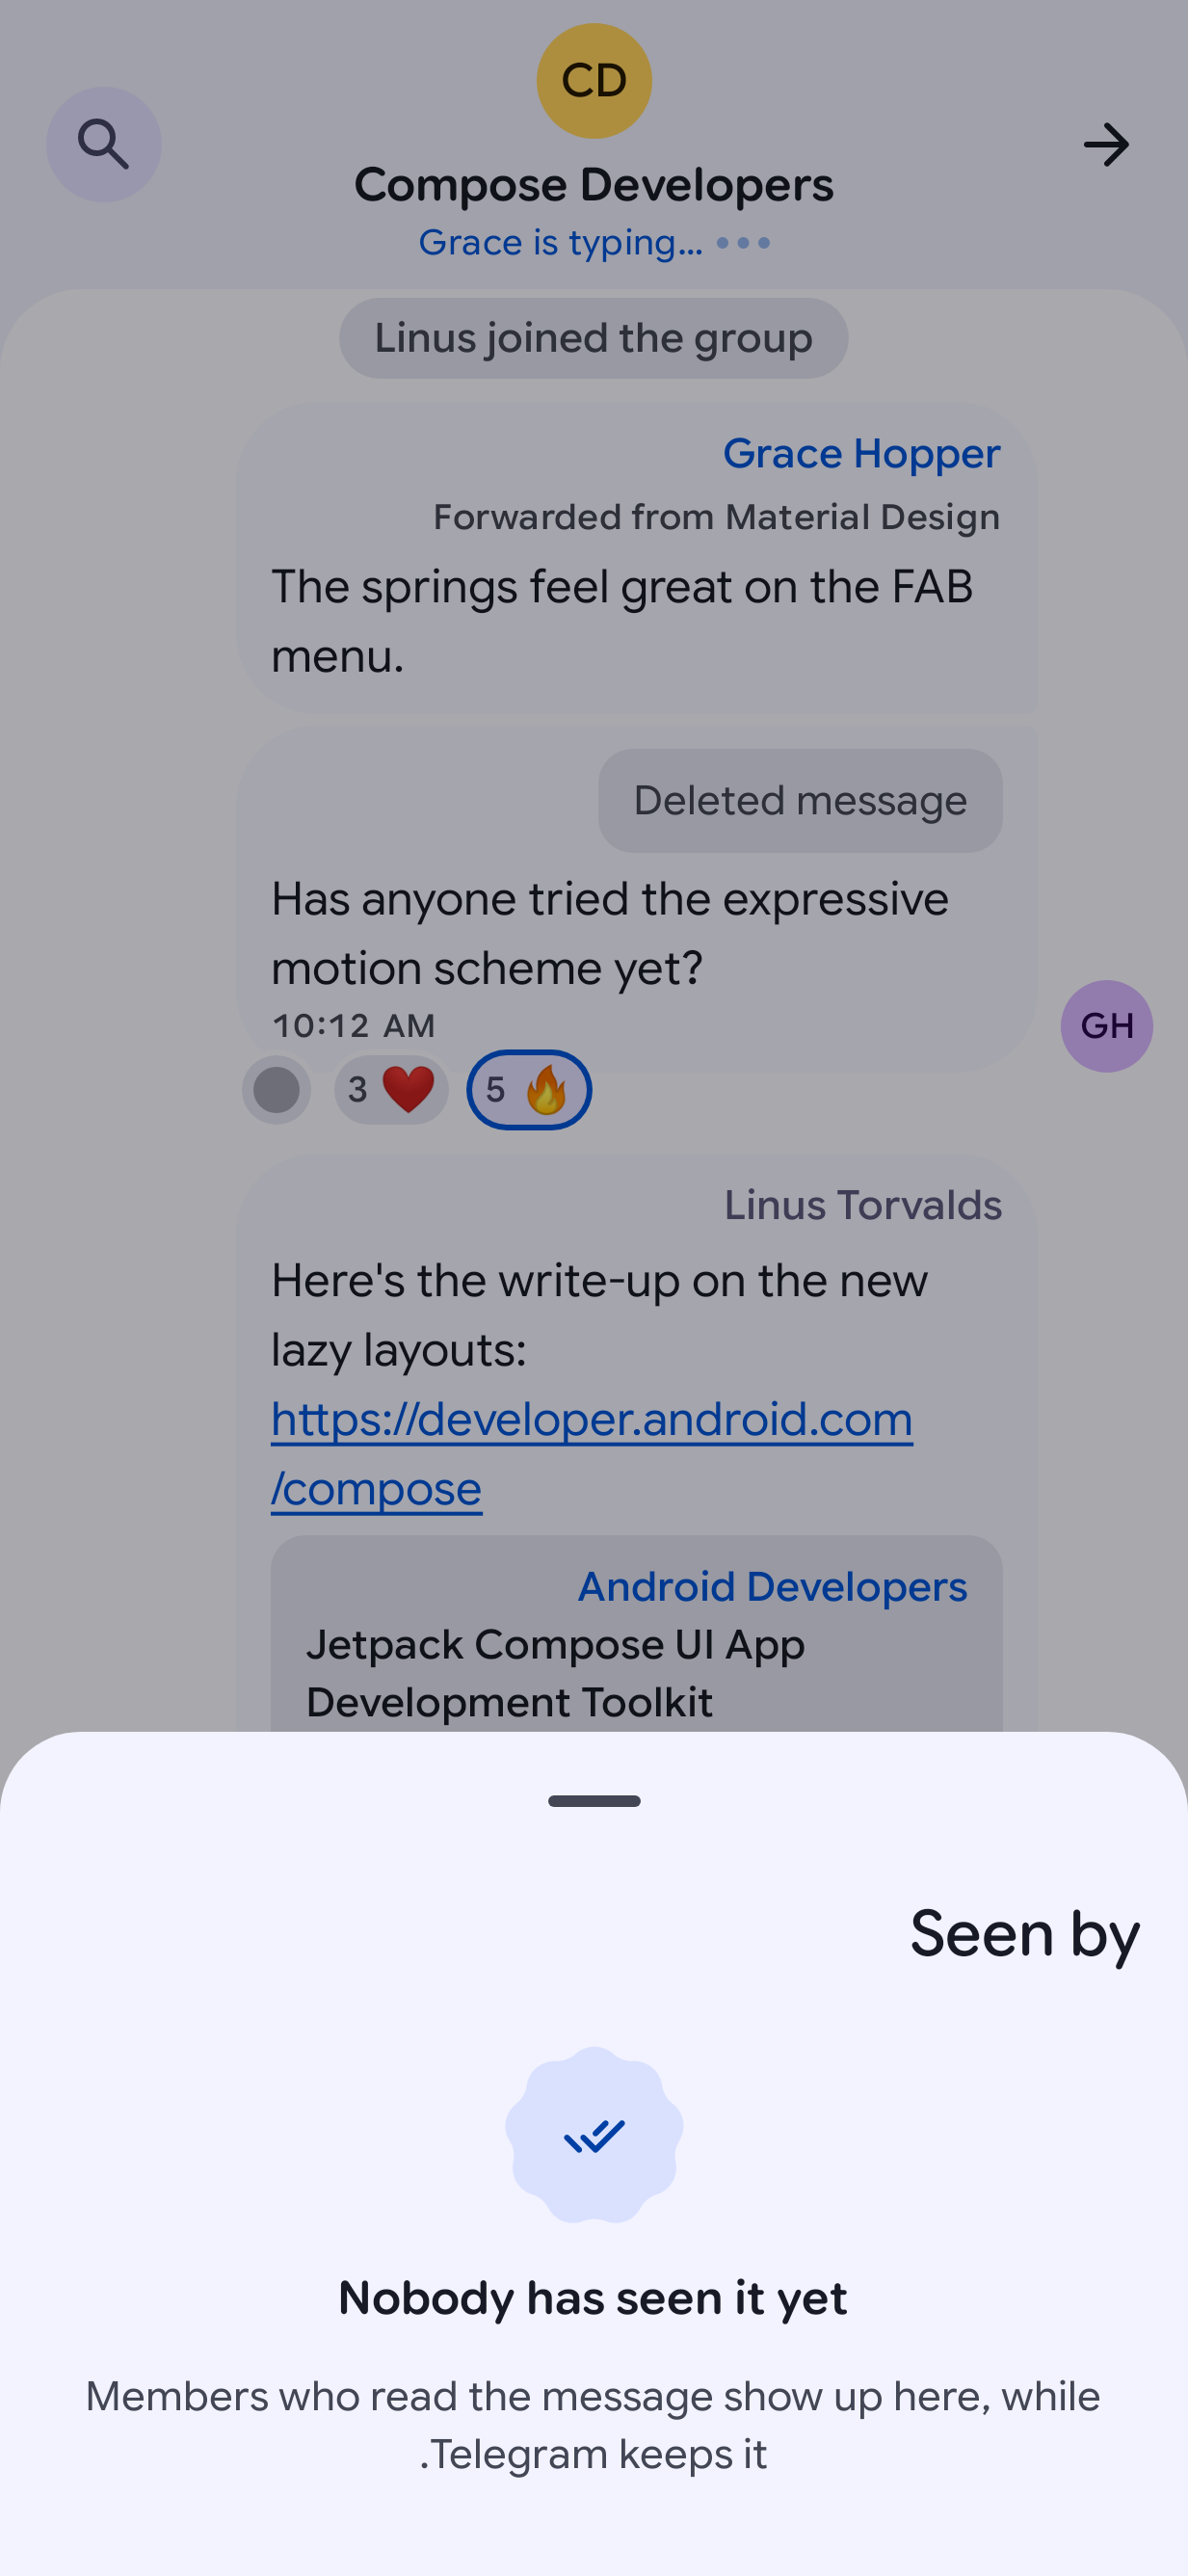 CD
Compose Developers
Grace is typing...
Linus joined the group
Grace Hopper
Forwarded from Material Design
The springs feel great on the FAB
menu.
Deleted message
Has anyone tried the expressive
motion scheme yet?
10:12 AM
GH
3 ❤️ 5 🔥
Linus Torvalds
Here's the write-up on the new
lazy layouts:
https://developer.android.com
/compose
Android Developers
Jetpack Compose UI App
Development Toolkit
Seen by
Nobody has seen it yet
Members who read the message show up here, while
.Telegram keeps it